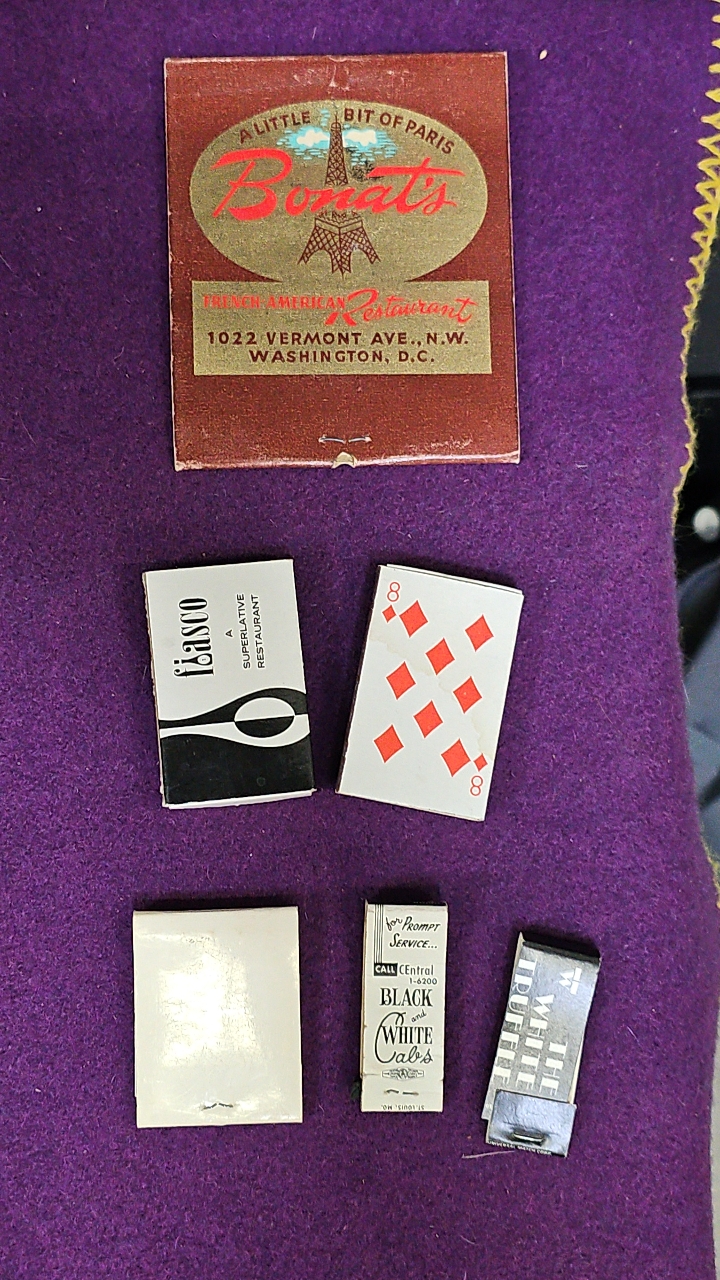 A LITTLE BIT OF PARIS
Bonat's
FRENCH-AMERICAN Restaurant
1022 VERMONT AVE., N.W.
WASHINGTON, D.C.
fiasco
A
SUPERLATIVE
RESTAURANT
8
8
for PROMPT
SERVICE...
CALL CEntral
1-6200
BLACK
and
WHITE
Cabs
ST. LOUIS, MO.
THE
WHITE
TRUFFLE